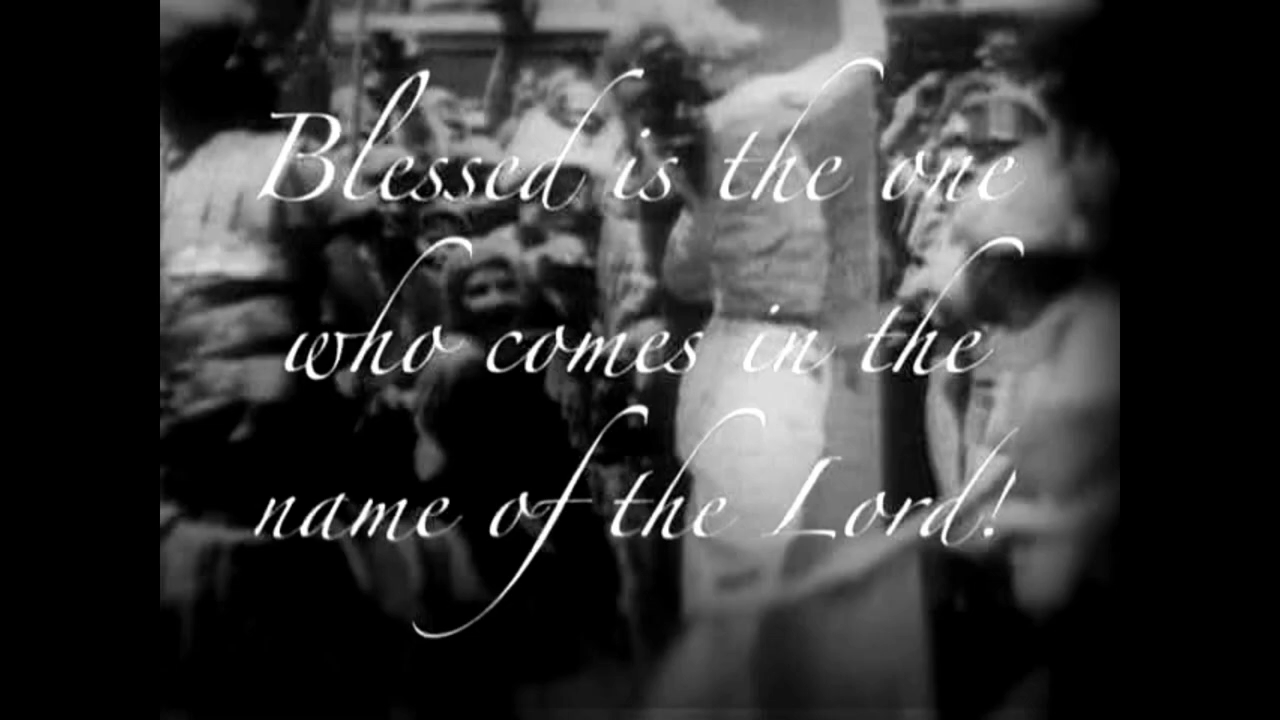 Blessed is the one
who comes in the
name of the Lord!